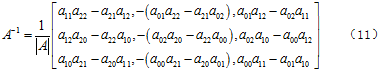 A⁻¹ = 1/|A| [ a₁₁a₂₂ − a₂₁a₁₂, −(a₀₁a₂₂ − a₂₁a₀₂), a₀₁a₁₂ − a₀₂a₁₁
a₁₂a₂₀ − a₂₂a₁₀, −(a₀₂a₂₀ − a₂₂a₀₀), a₀₂a₁₀ − a₀₀a₁₂
a₁₀a₂₁ − a₂₀a₁₁, −(a₀₀a₂₁ − a₂₀a₀₁), a₀₀a₁₁ − a₀₁a₁₀ ] （11）